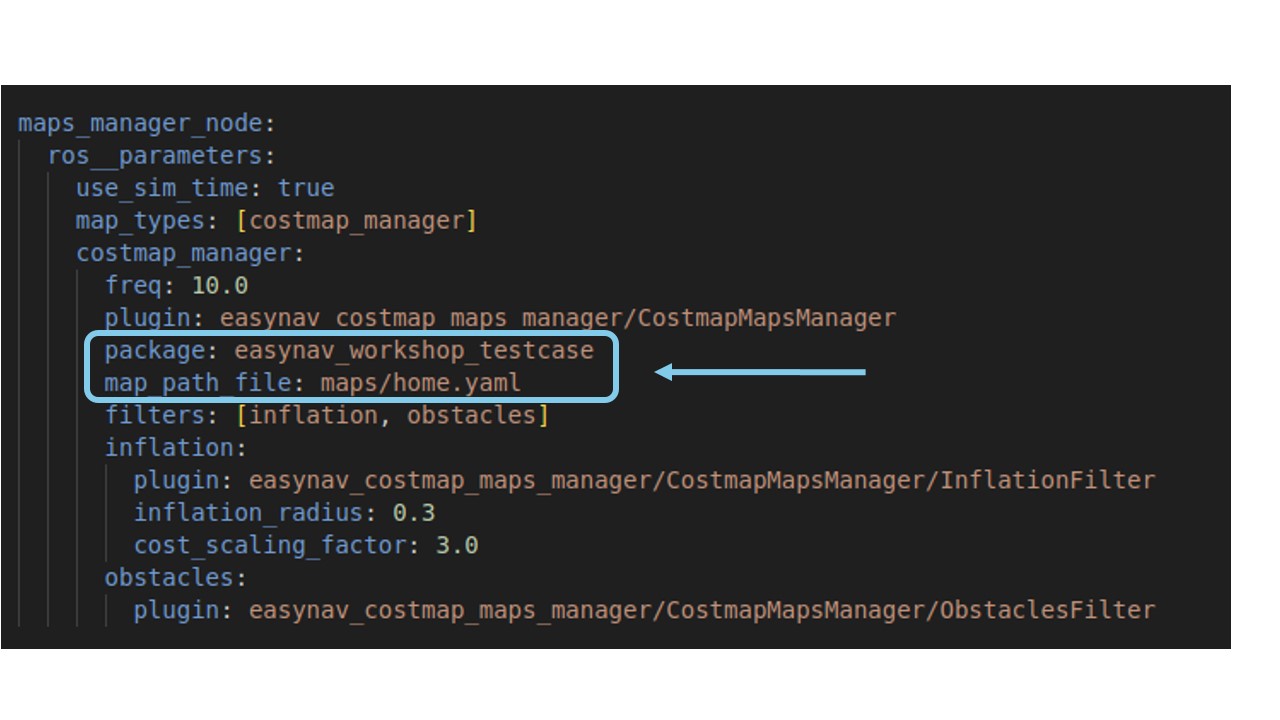 maps_manager_node:
ros__parameters:
use_sim_time: true
map_types: [costmap_manager]
costmap_manager:
freq: 10.0
plugin: easynav_costmap_maps_manager/CostmapMapsManager
package: easynav_workshop_testcase
map_path_file: maps/home.yaml
filters: [inflation, obstacles]
inflation:
plugin: easynav_costmap_maps_manager/CostmapMapsManager/InflationFilter
inflation_radius: 0.3
cost_scaling_factor: 3.0
obstacles:
plugin: easynav_costmap_maps_manager/CostmapMapsManager/ObstaclesFilter